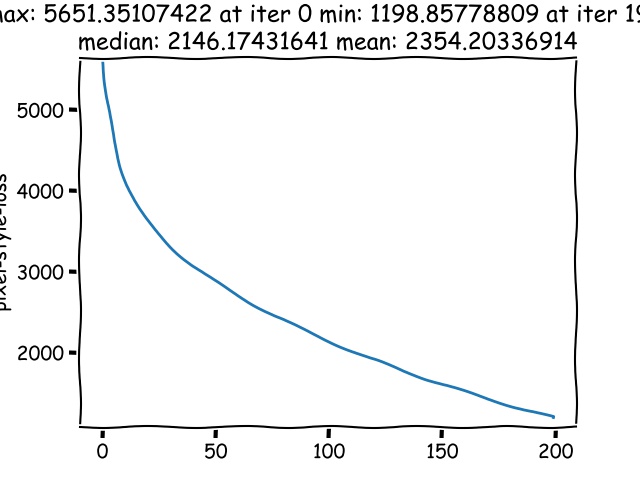 max: 5651.35107422 at iter 0 min: 1198.85778809 at iter 19
median: 2146.17431641 mean: 2354.20336914
5000
4000
3000
2000
pixel-style-loss
0 50 100 150 200